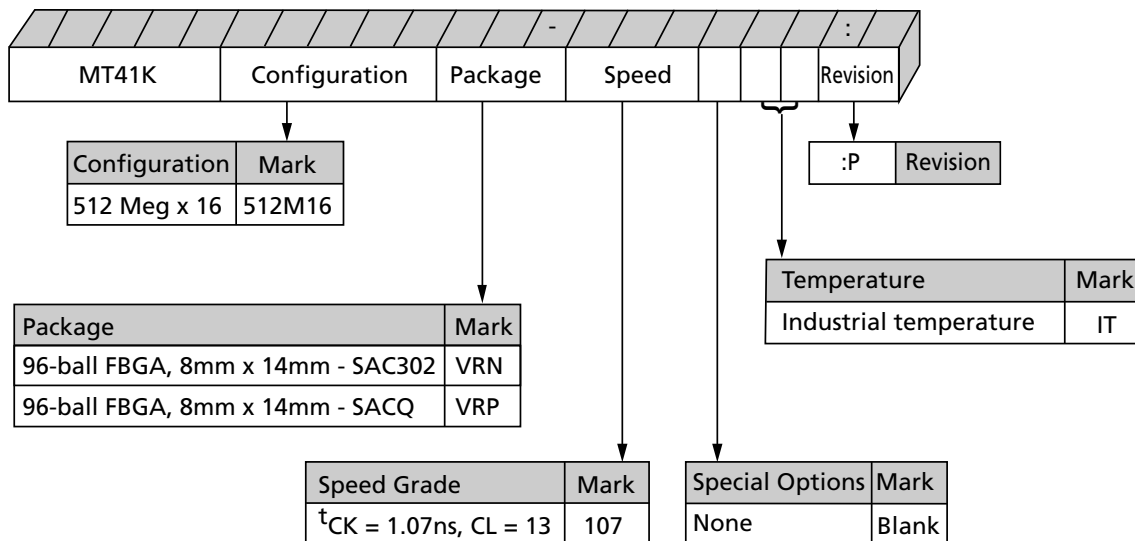 - :
MT41K Configuration Package Speed Revision
Configuration Mark
512 Meg x 16 512M16
:P Revision
Temperature Mark
Industrial temperature IT
Package Mark
96-ball FBGA, 8mm x 14mm - SAC302 VRN
96-ball FBGA, 8mm x 14mm - SACQ VRP
Speed Grade Mark
tCK = 1.07ns, CL = 13 107
Special Options Mark
None Blank